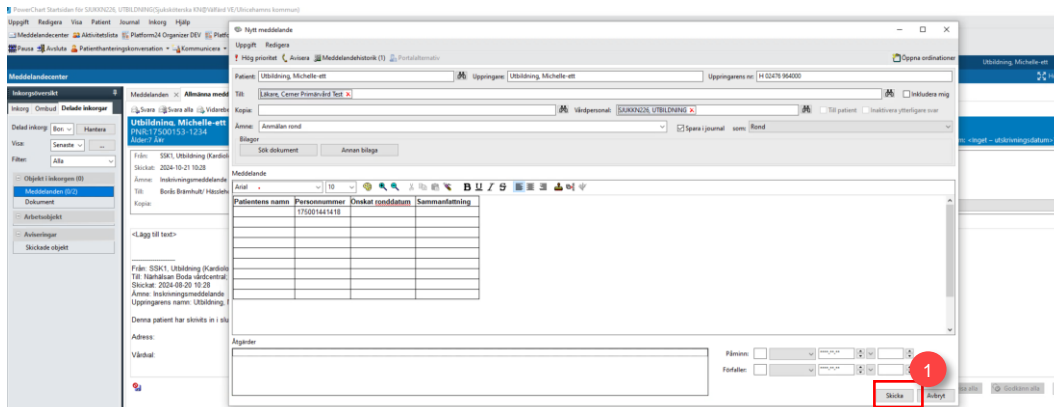 PowerChart Startsidan för SJUKKN226, UTBILDNING(Sjuksköterska KN@Välfärd VE/Ulricehamns kommun)
Uppgift Redigera Visa Patient Journal Inkorg Hjälp
Meddelandecenter Aktivitetslista Platform24 Organizer DEV
Pausa Avsluta Patienthanteringskonversation Kommunicera
Utbildning, Michelle-ett
Meddelandecenter
Inkorgsöversikt
Meddelanden Allmänna medd
Inkorg Ombud Delade inkorgar
Svara Svara alla
Delad inkorg: Hantera
Visa: Senaste ...
Filter: Alla
Objekt i inkorgen (0)
Meddelanden (0/2)
Dokument
Arbetsobjekt
Aviseringar
Skickade objekt
Utbildning, Michelle-ett
PNR:17500153-1234
Ålder:7 År
Från: SSK1, Utbildning (Kardiol
Skickat: 2024-10-21 10:28
Ämne: Inskrivningsmeddelande
Till: Borås Brämhult/ Hässleho
Kopia:
<Lägg till text>
Från: SSK1, Utbildning (Kardiola
Till: Närhälsan Boda vårdcentral;
Skickat: 2024-08-20 10:28
Ämne: Inskrivningsmeddelande
Uppringarens namn: Utbildning,
Denna patient har skrivits in i slu
Adress:
Vårdval:
Nytt meddelande
Uppgift Redigera
! Hög prioritet Avisera Meddelandehistorik (1) Portalalternativ Öppna ordinationer
Patient: Utbildning, Michelle-ett Uppringare: Utbildning, Michelle-ett Uppringarens nr: H 02476 964000
Till: Läkare, Cerner Primärvård Test x Inkludera mig
Kopia: Vårdpersonal: SJUKKN226, UTBILDNING x Till patient Inaktivera ytterligare svar
Ämne: Anmälan rond Spara i journal som: Rond
Bilagor
Sök dokument Annan bilaga
Meddelande
Arial 10 B U I S
Patientens namn Personnummer Önskat ronddatum Sammanfattning
175001441418
Åtgärder
Påminn:
Förfaller:
1
Skicka Avbryt
<inget – utskrivningsdatum>
Godkänn alla